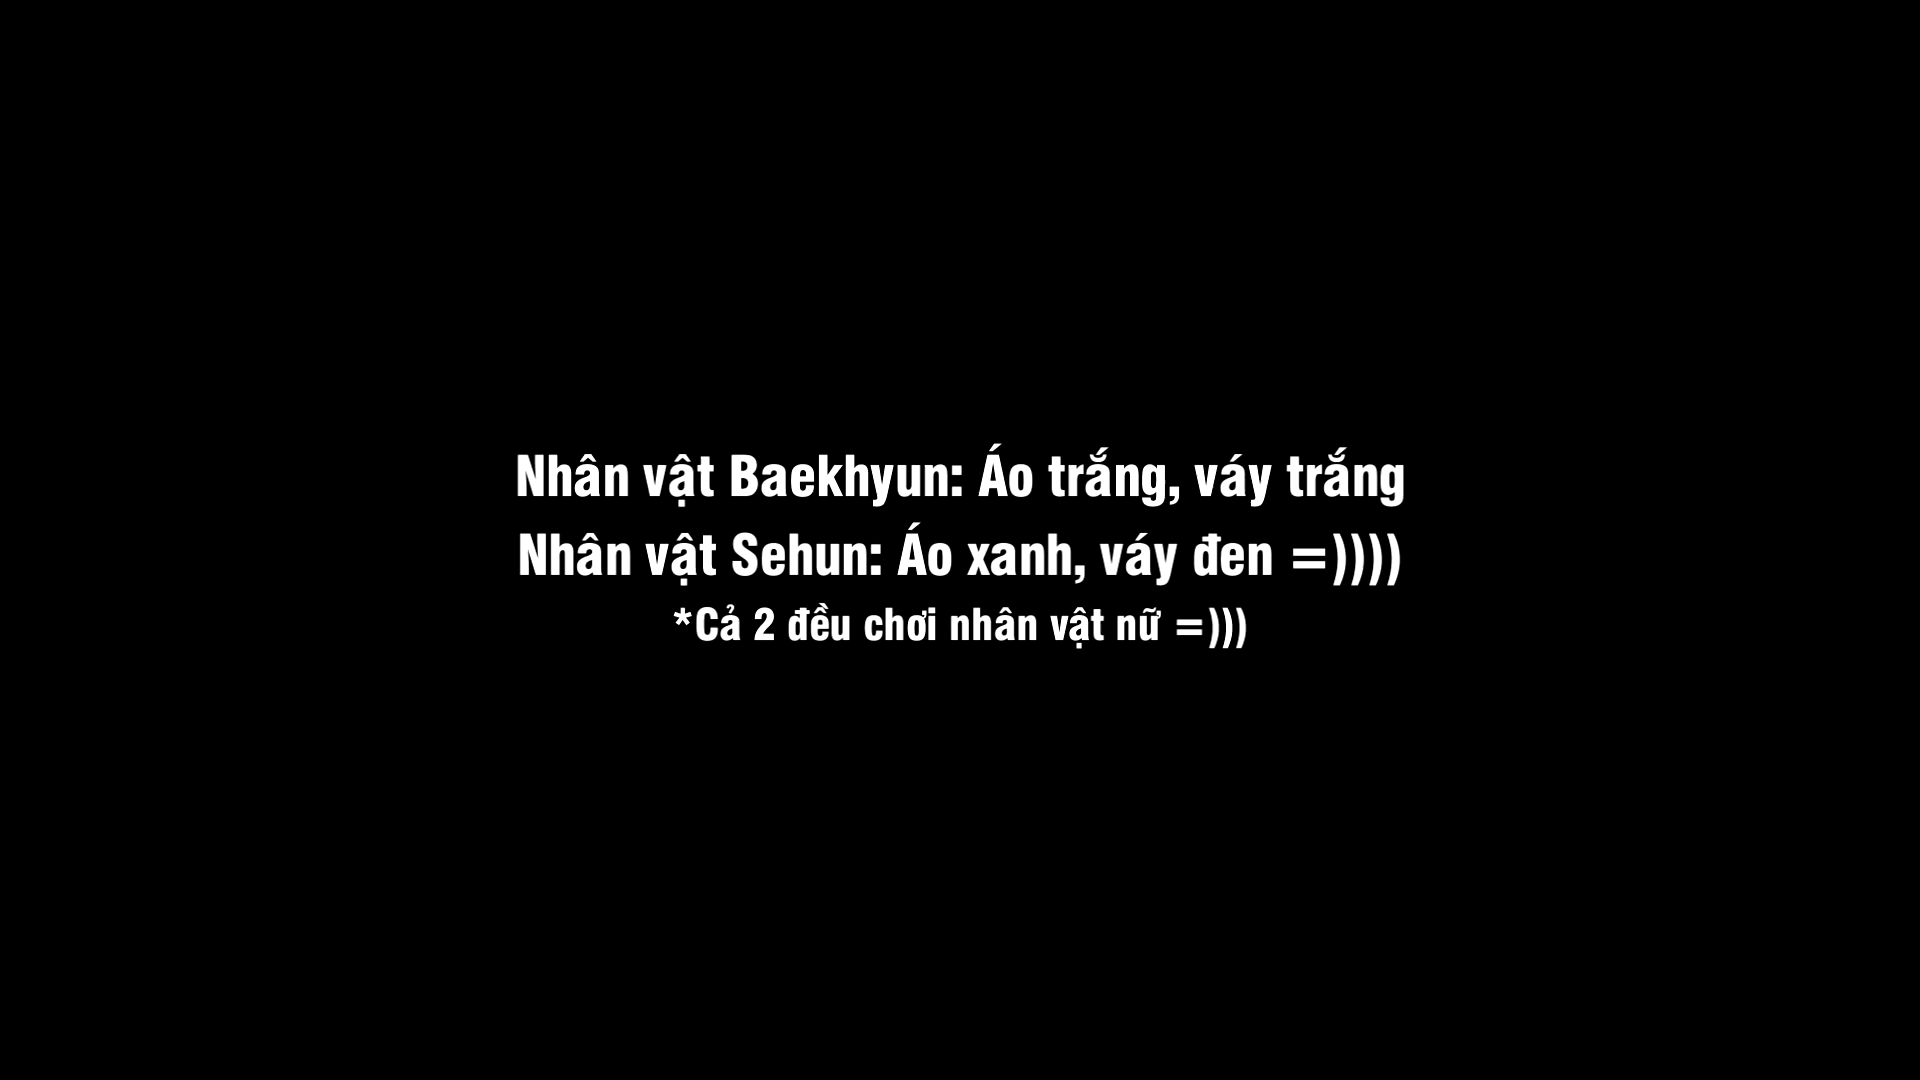 Nhân vật Baekhyun: Áo trắng, váy trắng
Nhân vật Sehun: Áo xanh, váy đen =))))
*Cả 2 đều chơi nhân vật nữ =)))